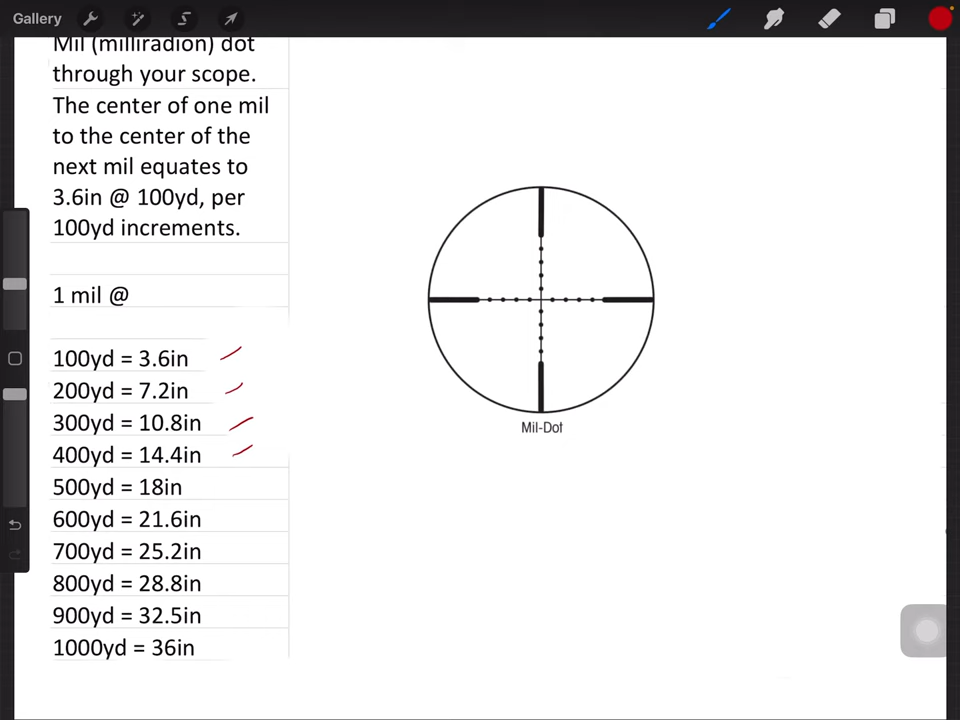 Gallery
Mil (milliradion) dot
through your scope.
The center of one mil
to the center of the
next mil equates to
3.6in @ 100yd, per
100yd increments.
1 mil @
100yd = 3.6in
200yd = 7.2in
300yd = 10.8in
400yd = 14.4in
500yd = 18in
600yd = 21.6in
700yd = 25.2in
800yd = 28.8in
900yd = 32.5in
1000yd = 36in
Mil-Dot